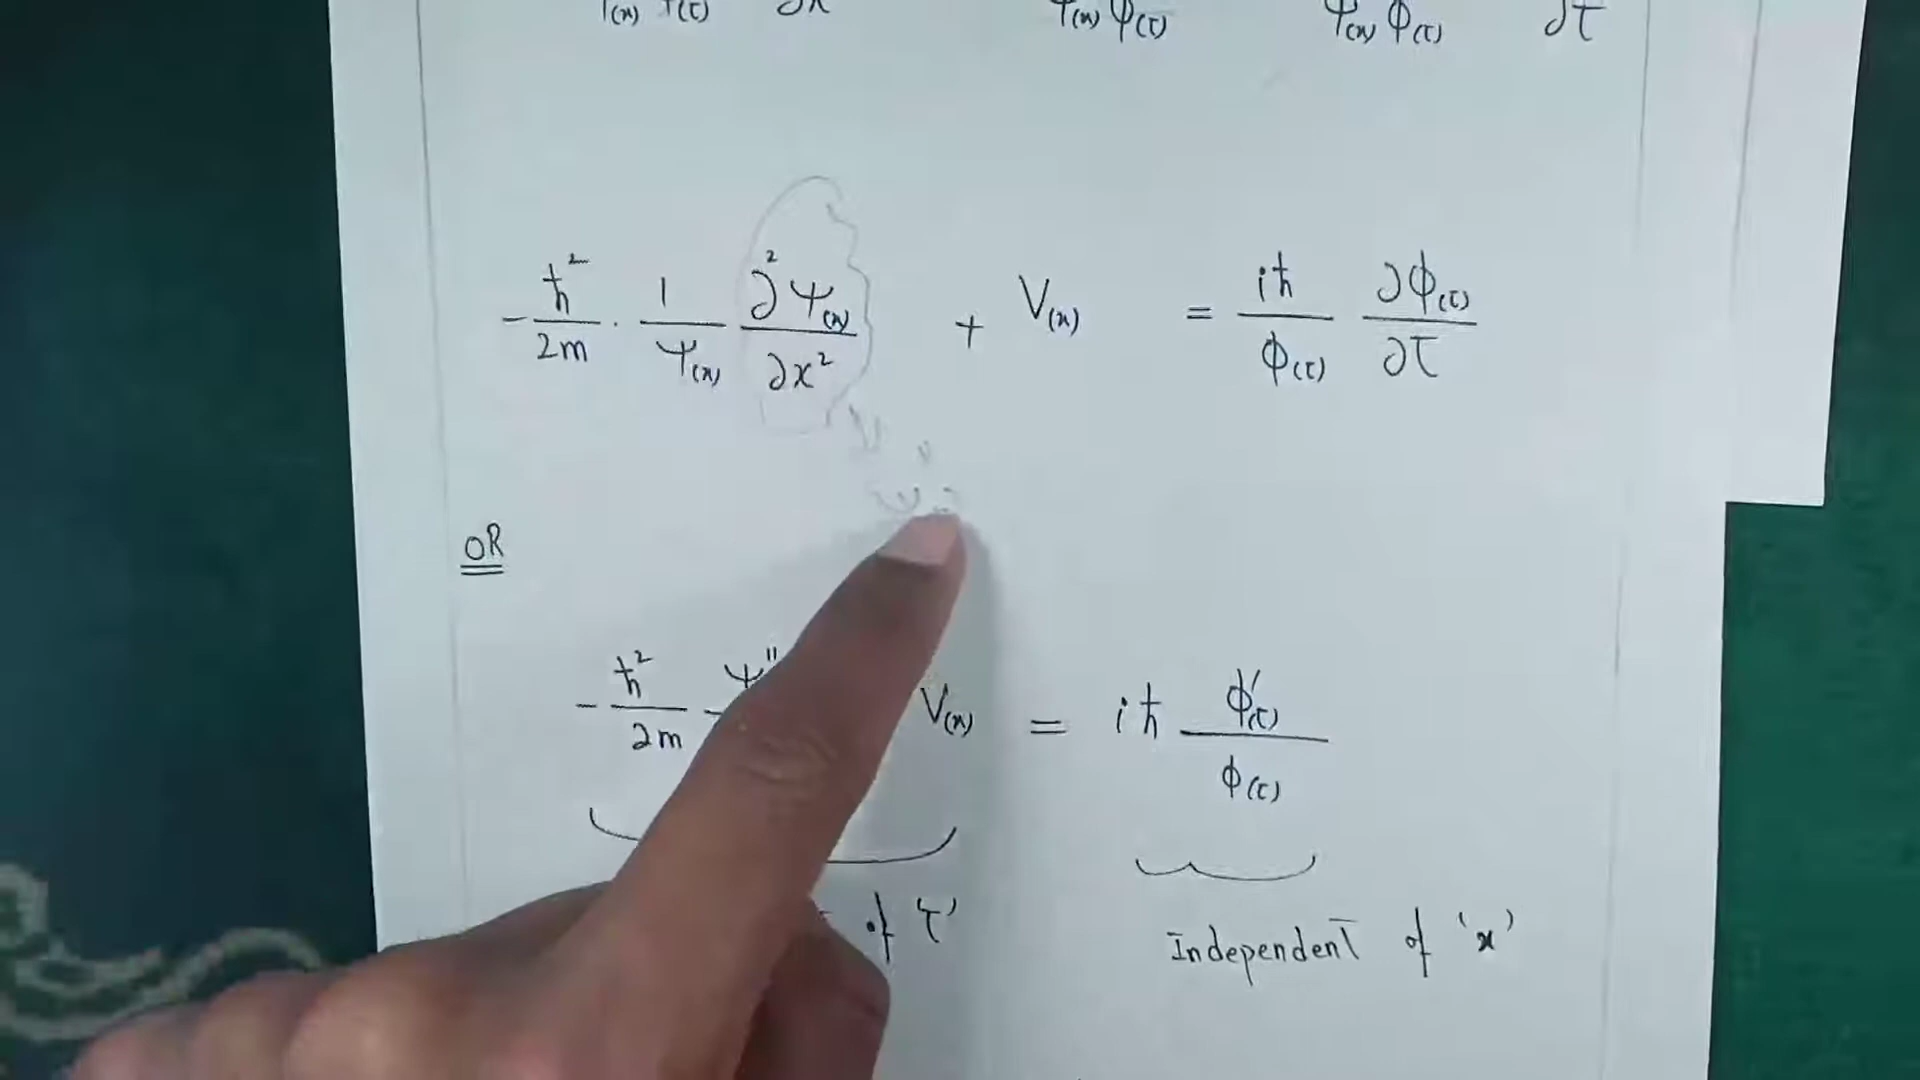 Ψ(x) ϕ(t) ∂x Ψ(x) ϕ(t) Ψ(x) ϕ(t) ∂t
-ħ²/2m · 1/Ψ(x) ∂²Ψ(x)/∂x² + V(x) = iħ/ϕ(t) ∂ϕ(t)/∂t
OR
-ħ²/2m Ψ'' V(x) = iħ ϕ'(t)/ϕ(t)
of t' Independent of 'x'